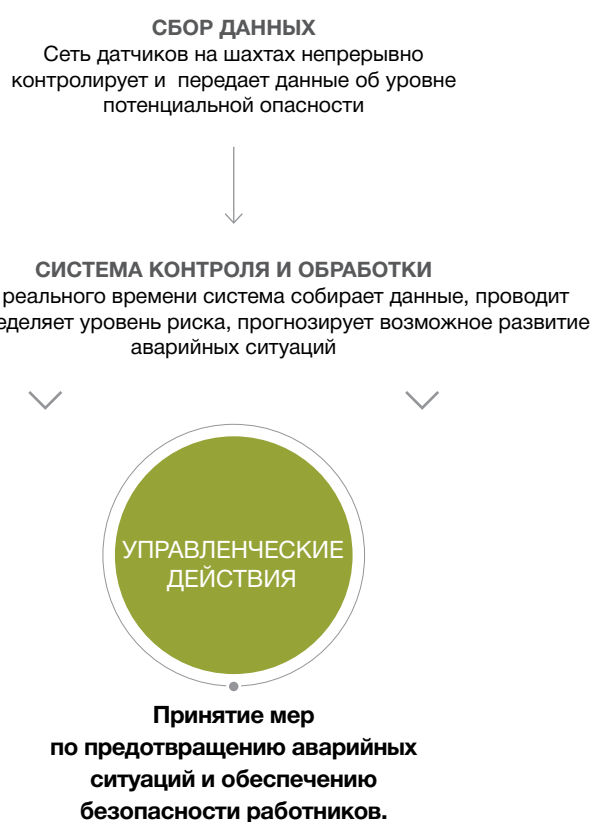 СБОР ДАННЫХ
Сеть датчиков на шахтах непрерывно
контролирует и передает данные об уровне
потенциальной опасности
СИСТЕМА КОНТРОЛЯ И ОБРАБОТКИ
реального времени система собирает данные, проводит
уровень риска, прогнозирует возможное развитие
аварийных ситуаций
УПРАВЛЕНЧЕСКИЕ
ДЕЙСТВИЯ
Принятие мер
по предотвращению аварийных
ситуаций и обеспечению
безопасности работников.